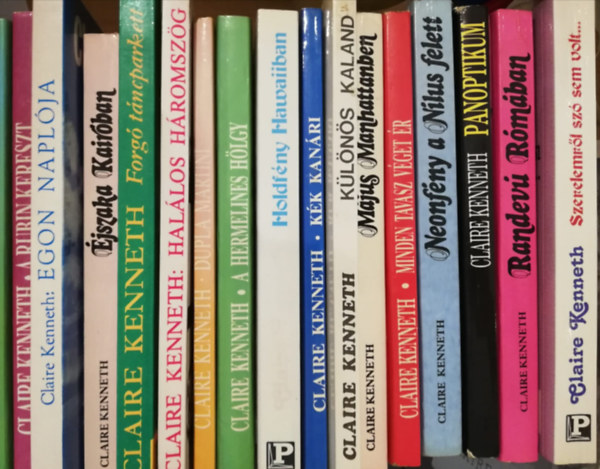 CLAIRE KENNETH • A RUBIN KERESZT
Claire Kenneth: EGON NAPLÓJA
CLAIRE KENNETH Éjszaka Kairóban
CLAIRE KENNETH Forgó táncparkett
CLAIRE KENNETH: HALÁLOS HÁROMSZÖG
CLAIRE KENNETH • DUPLA
CLAIRE KENNETH • A HERMELINES HÖLGY
P Holdfény Hawaiiban
CLAIRE KENNETH • KÉK KANÁRI
CLAIRE KENNETH KÜLÖNÖS KALAND
CLAIRE KENNETH Május Manhattanben
CLAIRE KENNETH • MINDEN TAVASZ VÉGET ÉR
CLAIRE KENNETH Neonfény a Nílus felett
CLAIRE KENNETH PANOPTIKUM
CLAIRE KENNETH Randevú Rómában
P Claire Kenneth Szerelemről szó sem volt...